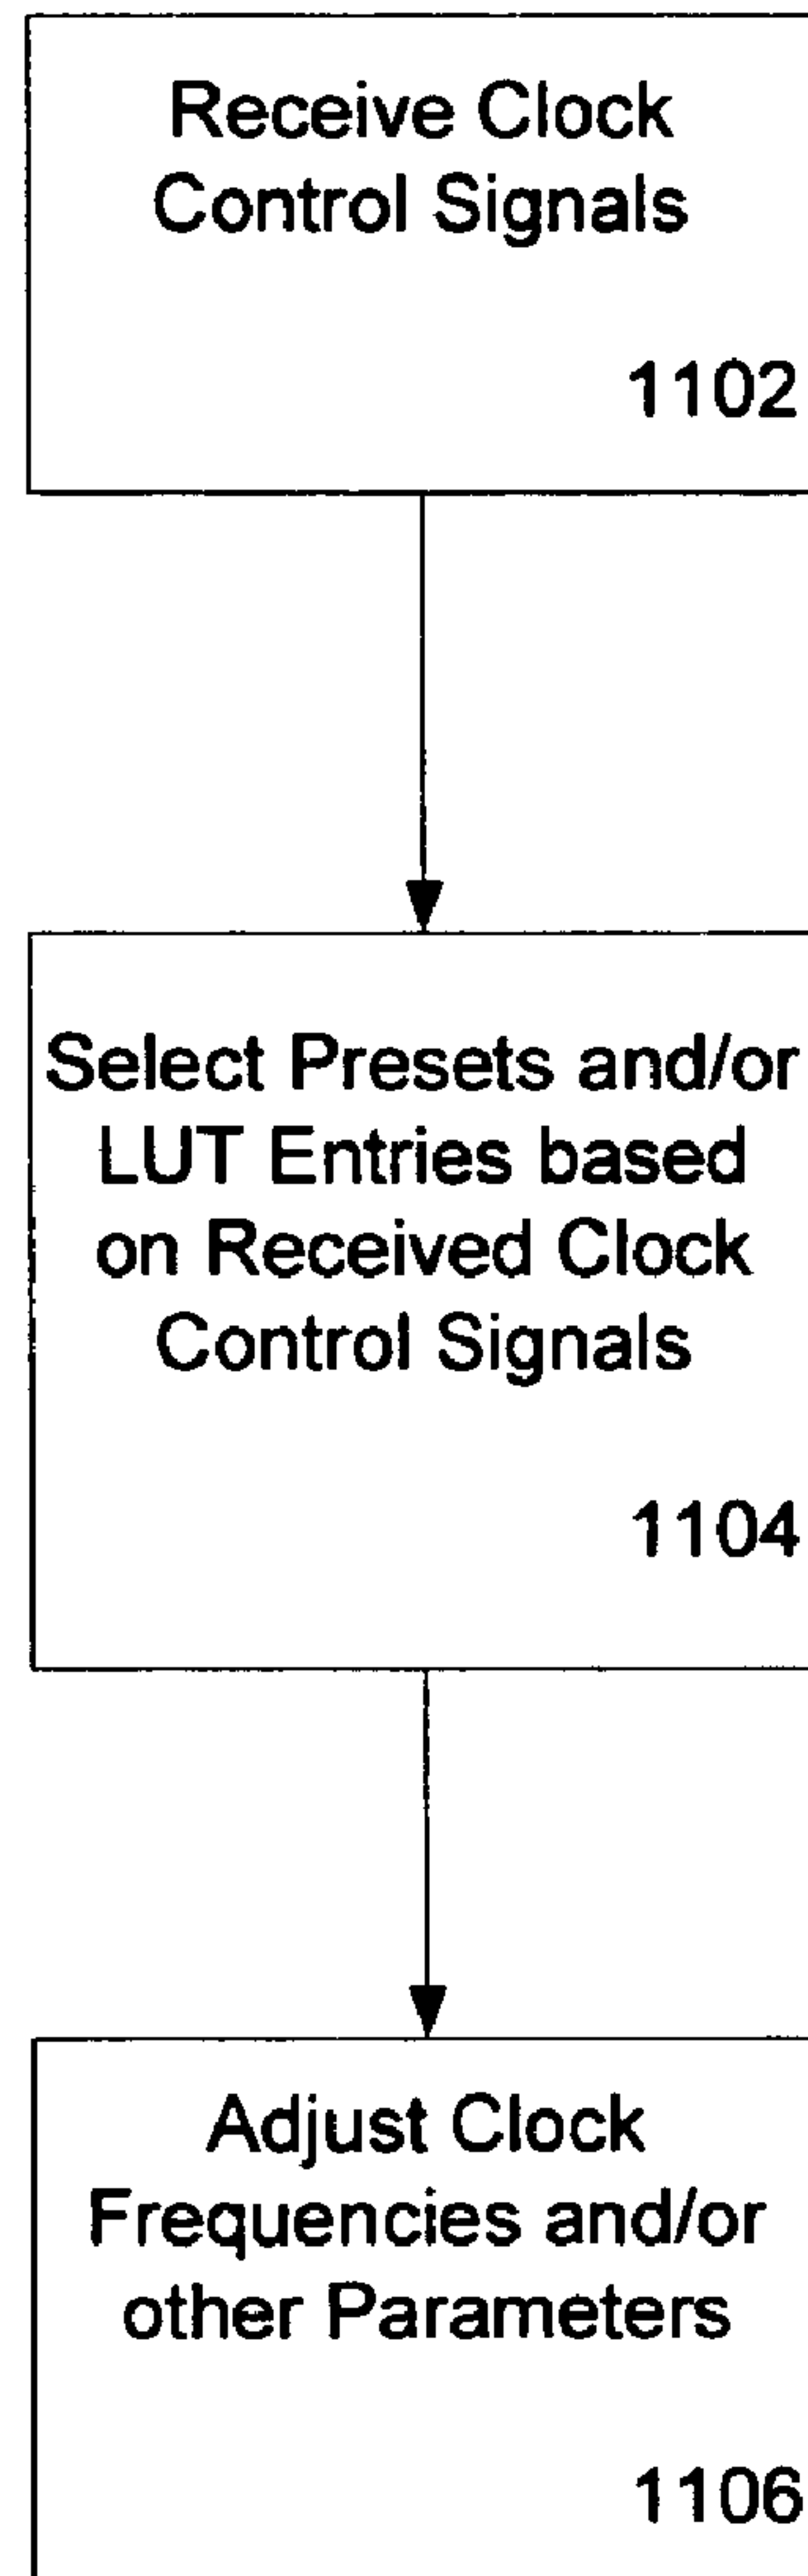 Receive Clock
Control Signals
1102
Select Presets and/or
LUT Entries based
on Received Clock
Control Signals
1104
Adjust Clock
Frequencies and/or
other Parameters
1106